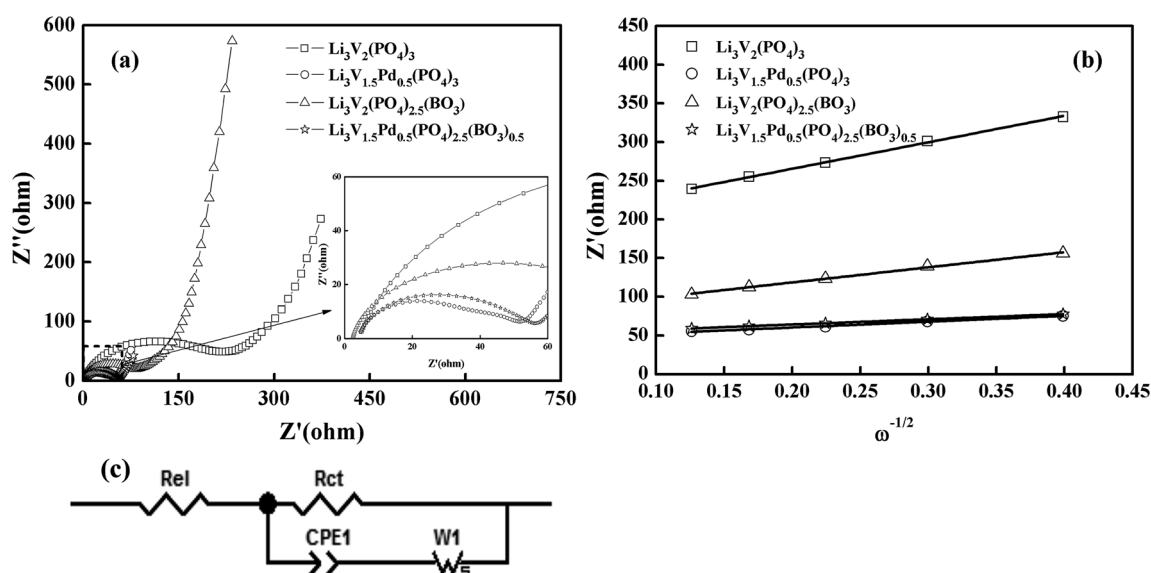 (a)
600
500
400
300
200
100
0
0 150 300 450 600 750
Z''(ohm)
Z'(ohm)
Li3V2(PO4)3
Li3V1.5Pd0.5(PO4)3
Li3V2(PO4)2.5(BO3)
Li3V1.5Pd0.5(PO4)2.5(BO3)0.5
60
40
20
0
0 20 40 60
Z''(ohm)
Z'(ohm)
(b)
450
400
350
300
250
200
150
100
50
0
0.10 0.15 0.20 0.25 0.30 0.35 0.40 0.45
Z'(ohm)
ω-1/2
Li3V2(PO4)3
Li3V1.5Pd0.5(PO4)3
Li3V2(PO4)2.5(BO3)
Li3V1.5Pd0.5(PO4)2.5(BO3)0.5
(c)
Rel Rct
CPE1 W1